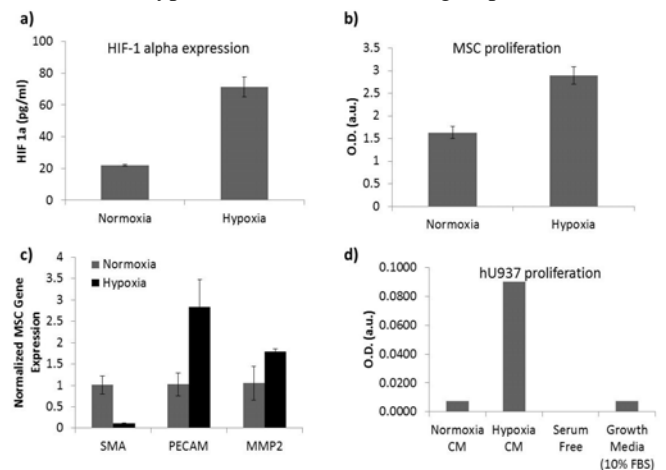 a)
HIF-1 alpha expression
HIF 1a (pg/ml)
100
80
60
40
20
0
Normoxia
Hypoxia
b)
MSC proliferation
O.D. (a.u.)
3.5
3
2.5
2
1.5
1
0.5
0
Normoxia
Hypoxia
c)
Normoxia
Hypoxia
Normalized MSC Gene
Expression
4
3.5
3
2.5
2
1.5
1
0.5
0
SMA
PECAM
MMP2
d)
hU937 proliferation
O.D. (a.u.)
0.1000
0.0800
0.0600
0.0400
0.0200
0.0000
Normoxia
CM
Hypoxia
CM
Serum
Free
Growth
Media
(10% FBS)